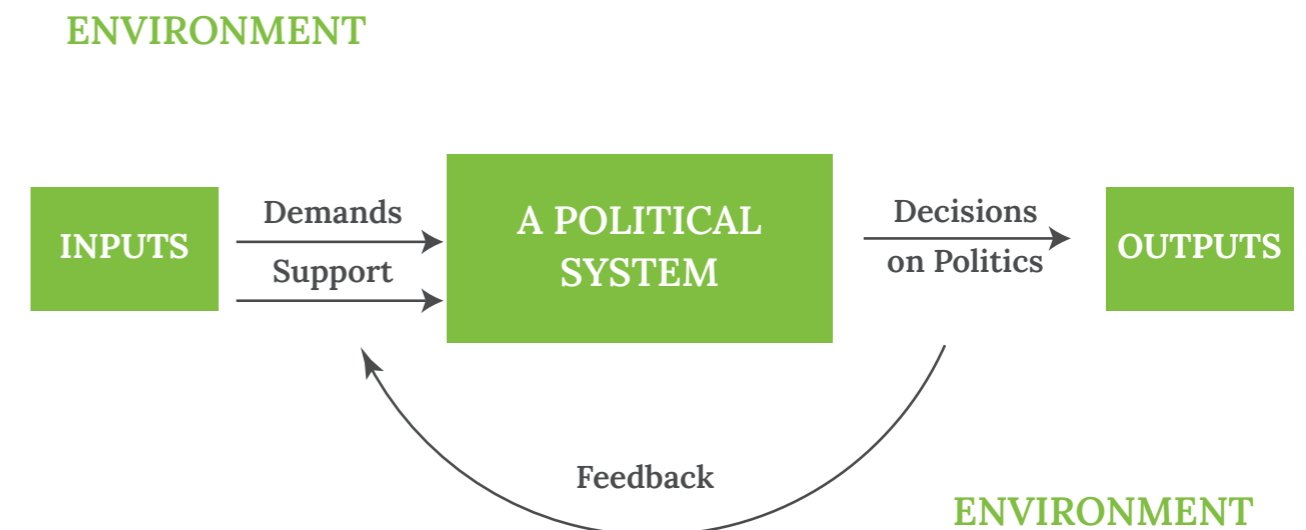 ENVIRONMENT
INPUTS
Demands
Support
A POLITICAL
SYSTEM
Decisions
on Politics
OUTPUTS
Feedback
ENVIRONMENT